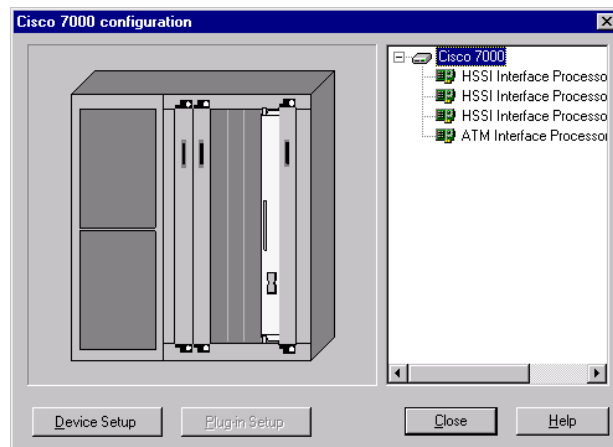 Cisco 7000 configuration
Cisco 7000
HSSI Interface Processo
HSSI Interface Processo
HSSI Interface Processo
ATM Interface Processor
Device Setup
Plug-in Setup
Close
Help